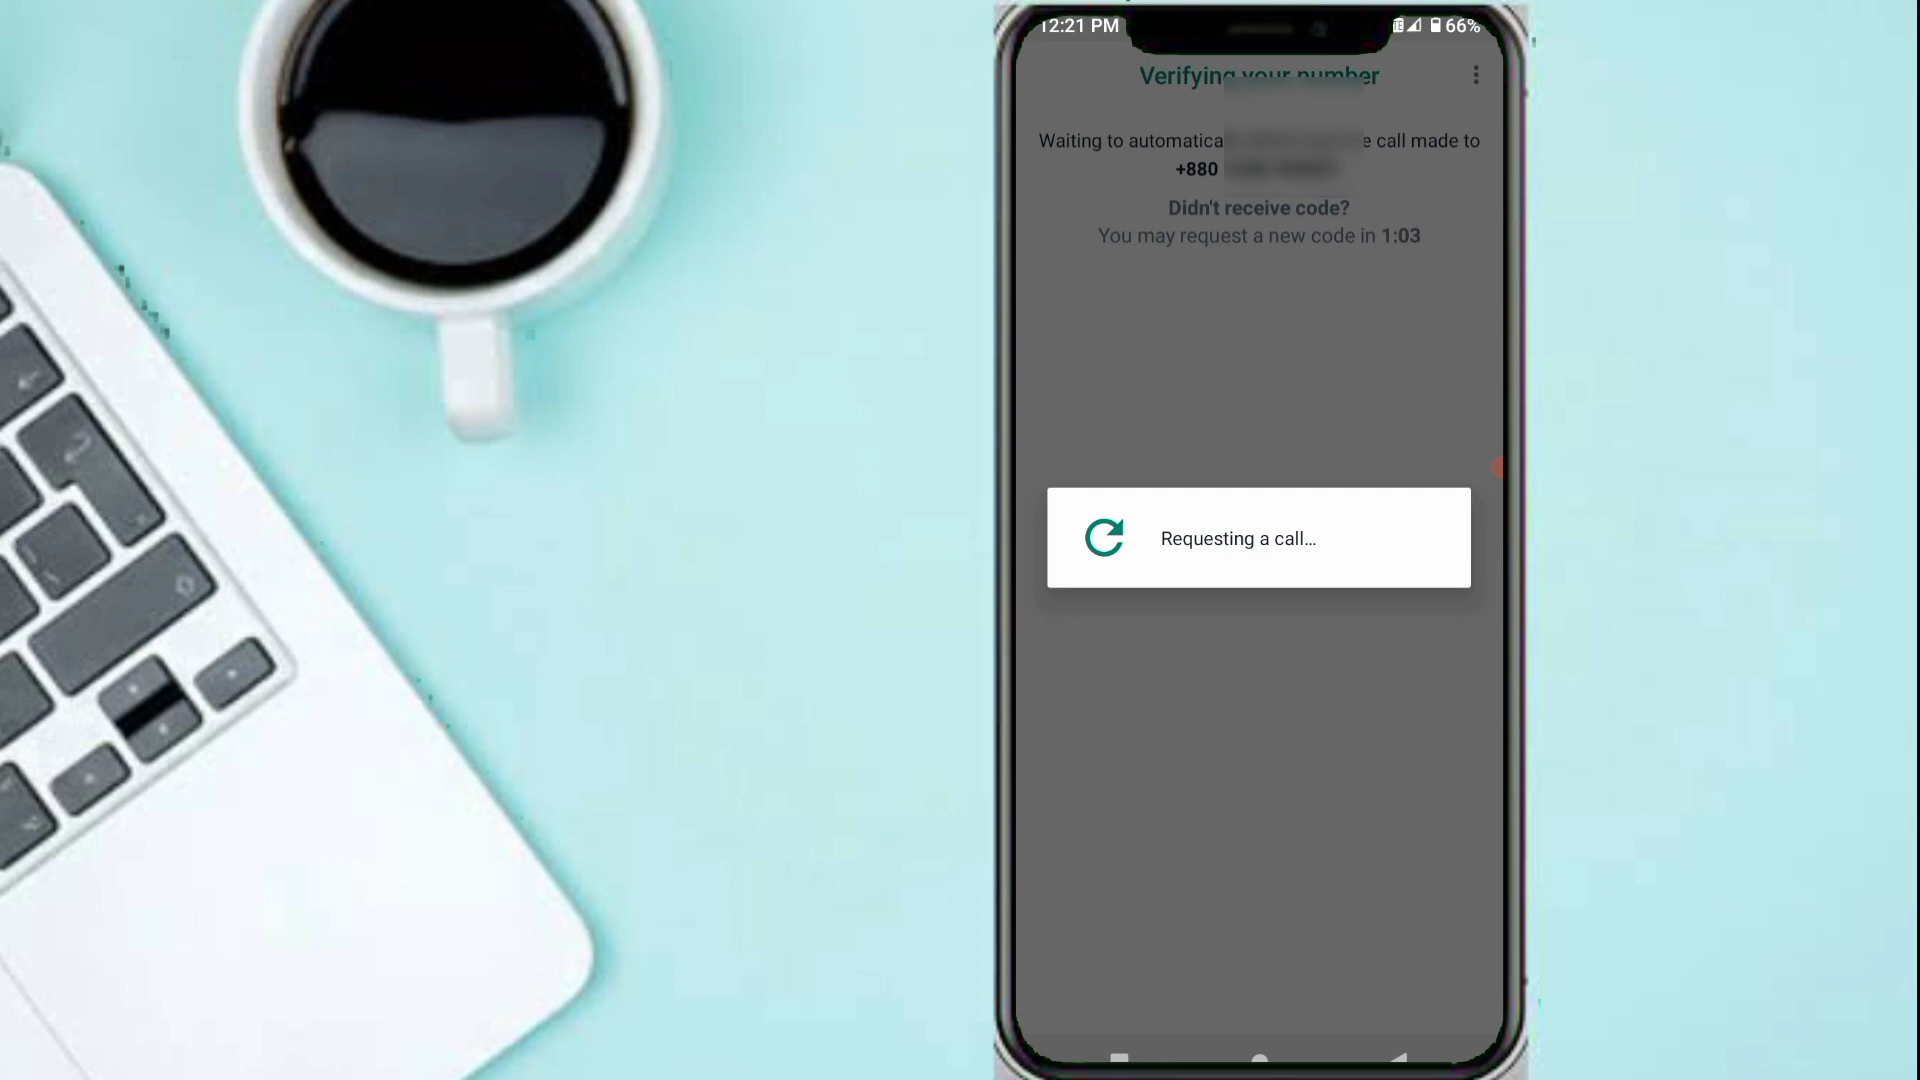 12:21 PM 66%
Verifying your number
Waiting to automatica e call made to
+880
Didn't receive code?
You may request a new code in 1:03
Requesting a call...